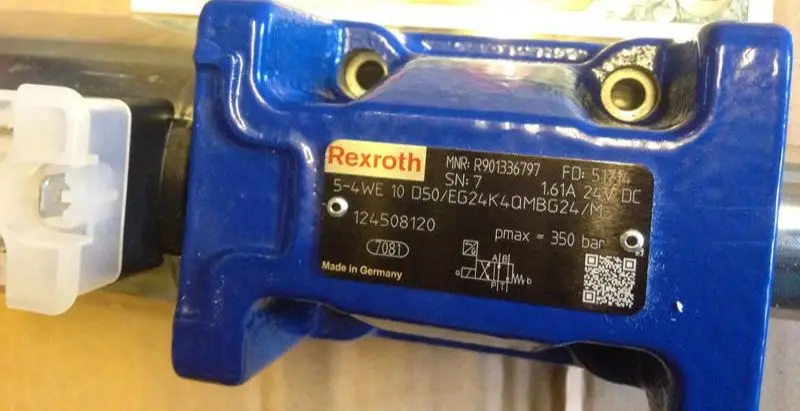 Rexroth
MNR: R901336797 FD: 51714
SN: 7 1.61A 24V DC
5-4WE 10 D50/EG24K4QMBG24/M
124508120
pmax = 350 bar
7081
Made in Germany
A B
a b
P T